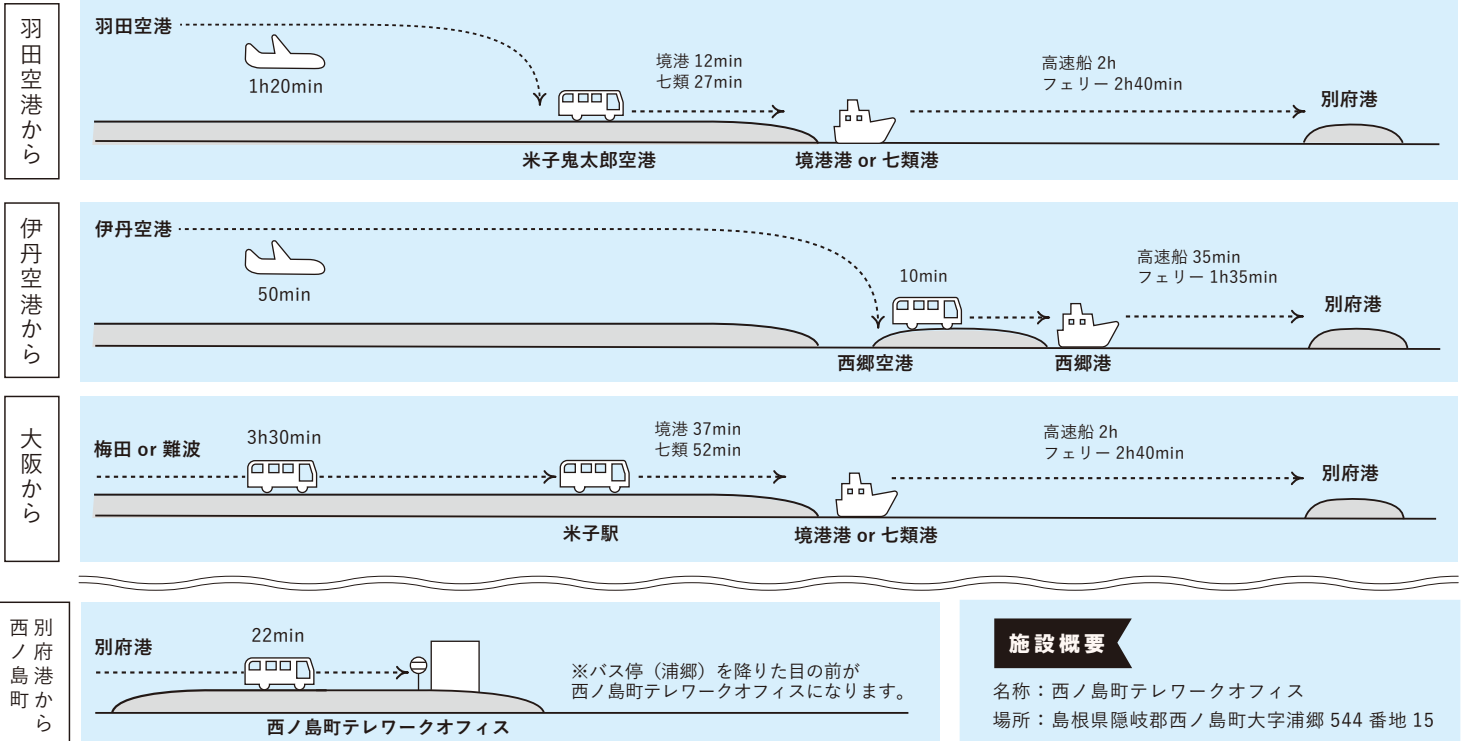 羽田空港から
羽田空港
1h20min
境港 12min
七類 27min
高速船 2h
フェリー 2h40min
別府港
米子鬼太郎空港
境港港 or 七類港
伊丹空港から
伊丹空港
50min
10min
高速船 35min
フェリー 1h35min
別府港
西郷空港
西郷港
大阪から
梅田 or 難波
3h30min
境港 37min
七類 52min
高速船 2h
フェリー 2h40min
別府港
米子駅
境港港 or 七類港
別府港から
西ノ島町
別府港
22min
※バス停（浦郷）を降りた目の前が
西ノ島町テレワークオフィスになります。
西ノ島町テレワークオフィス
施設概要
名称：西ノ島町テレワークオフィス
場所：島根県隠岐郡西ノ島町大字浦郷 544 番地 15